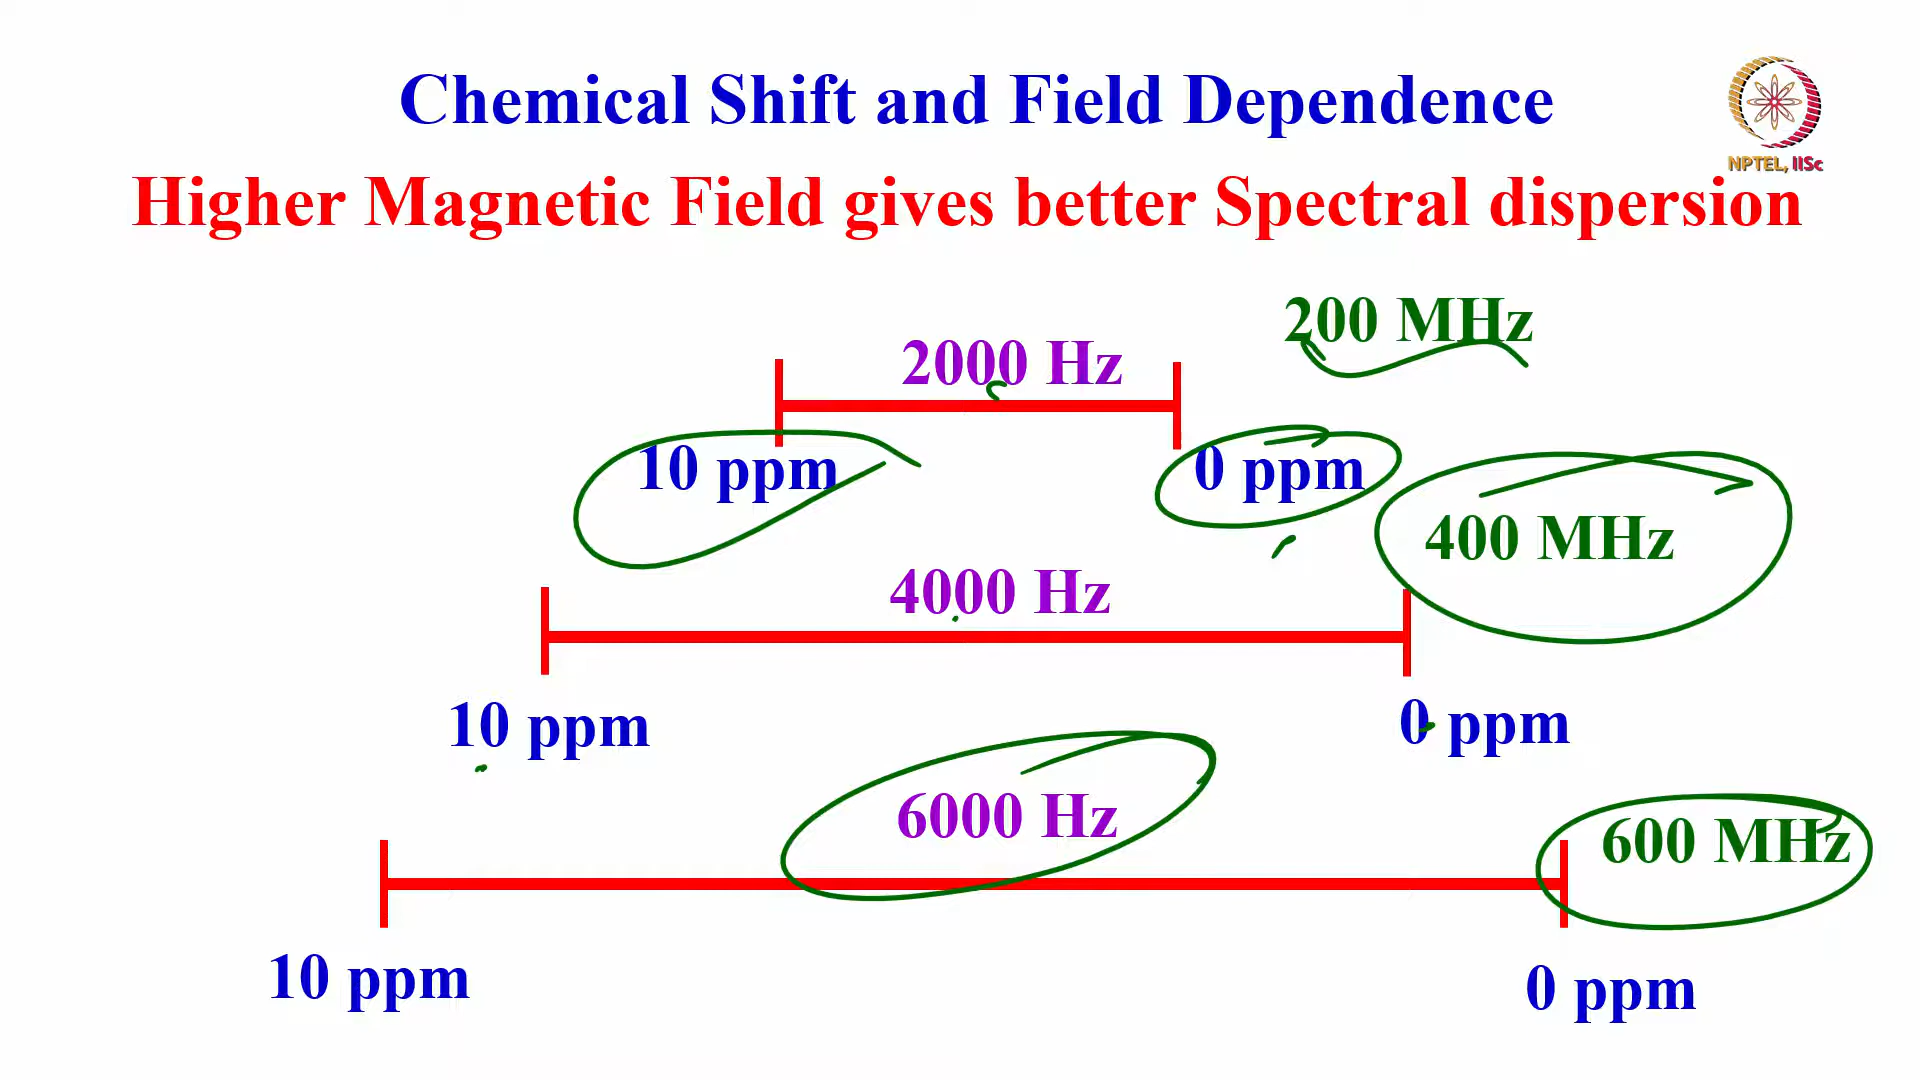 Chemical Shift and Field Dependence
NPTEL, IISc
Higher Magnetic Field gives better Spectral dispersion
200 MHz
2000 Hz
10 ppm
0 ppm
400 MHz
4000 Hz
10 ppm
0 ppm
6000 Hz
600 MHz
10 ppm
0 ppm